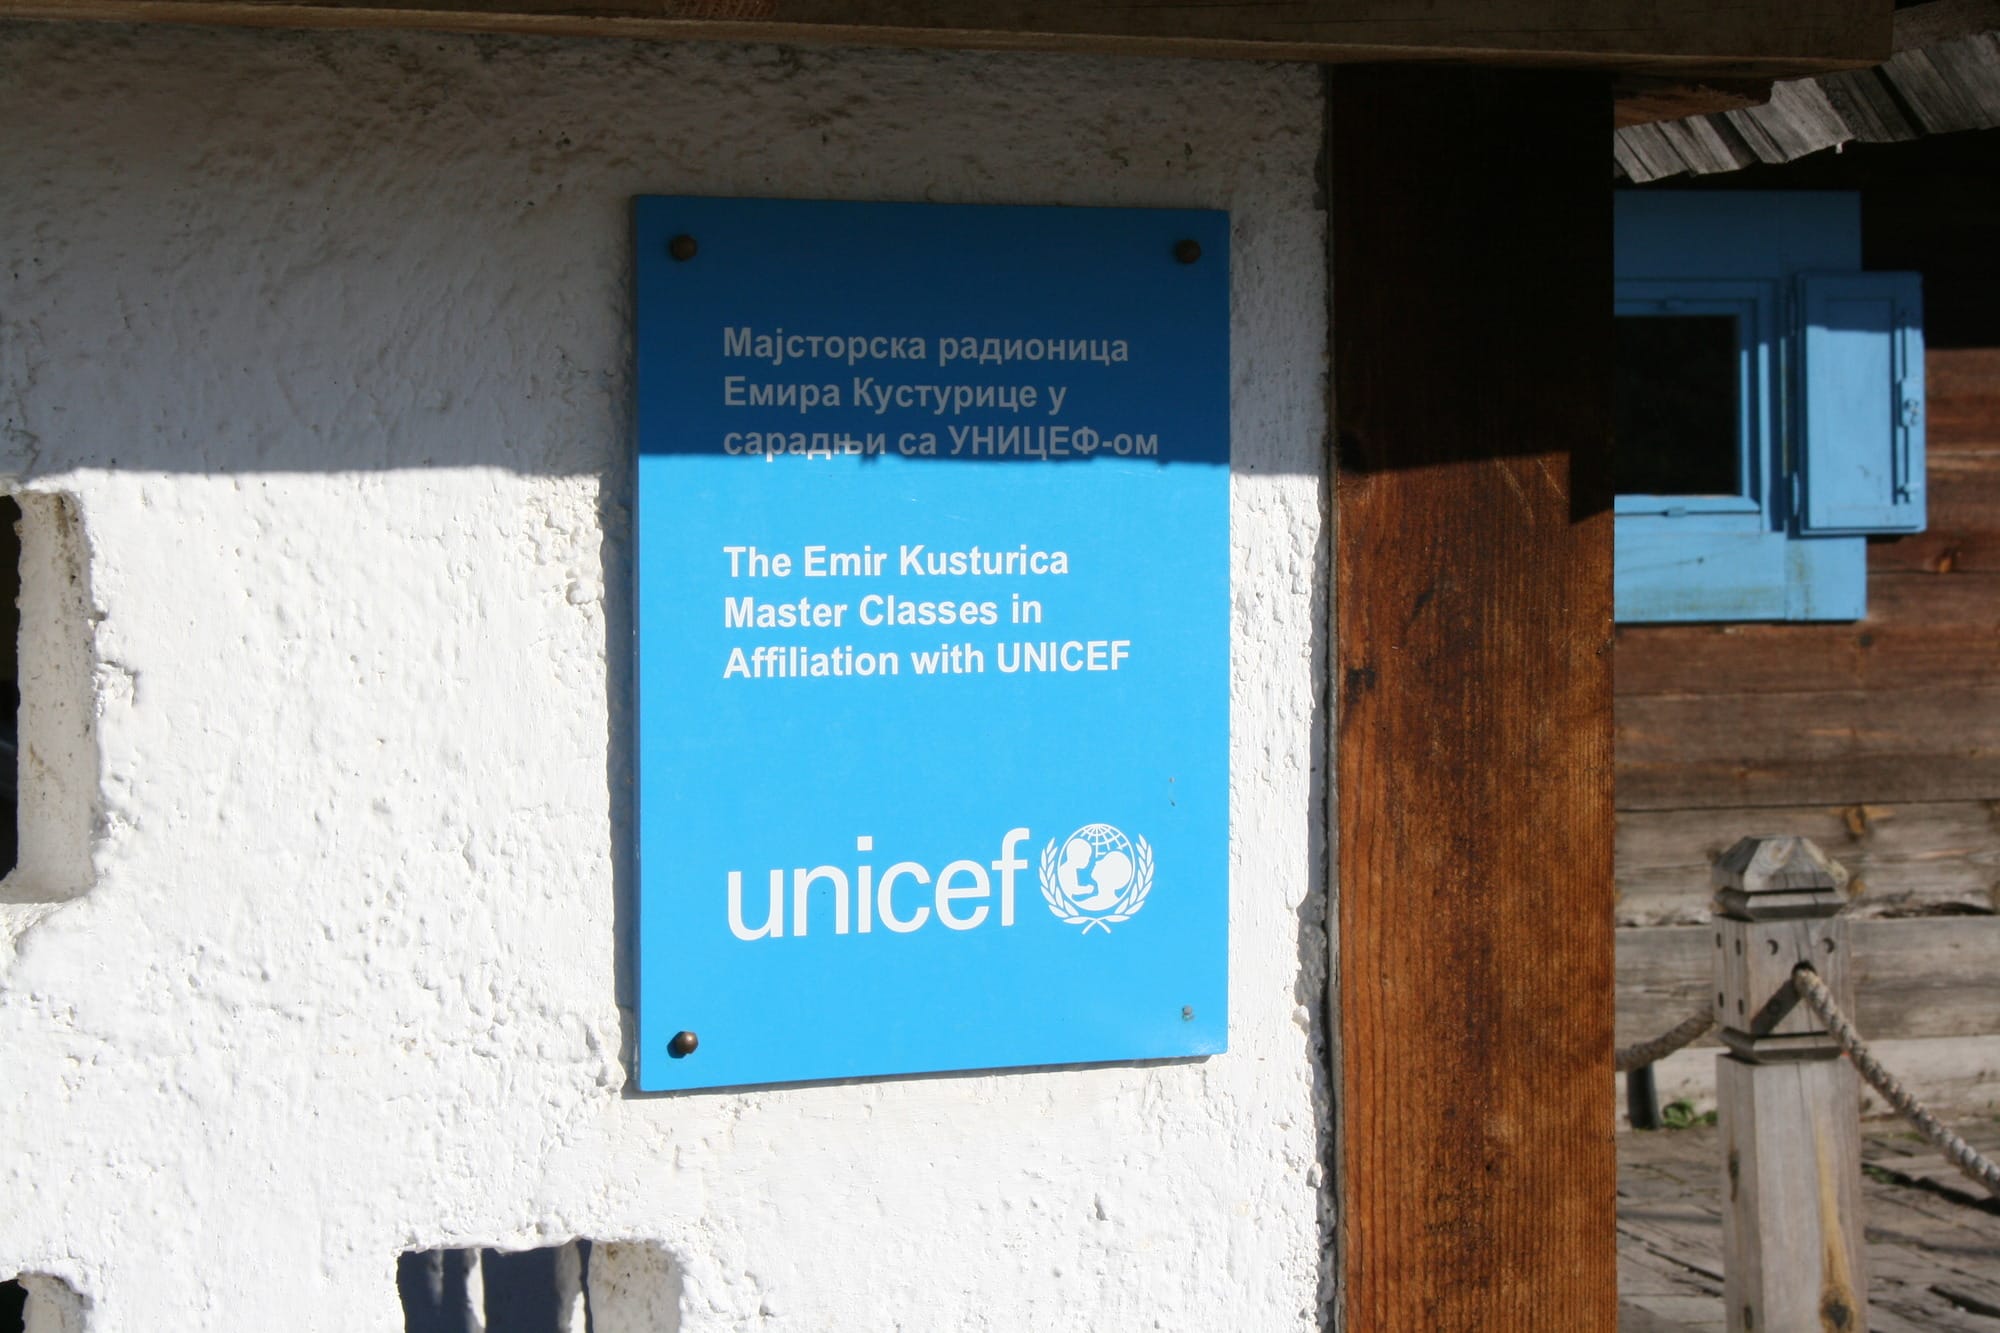 Мајсторска радионица
Емира Кустурице у
сарадњи са УНИЦЕФ-ом
The Emir Kusturica
Master Classes in
Affiliation with UNICEF
unicef